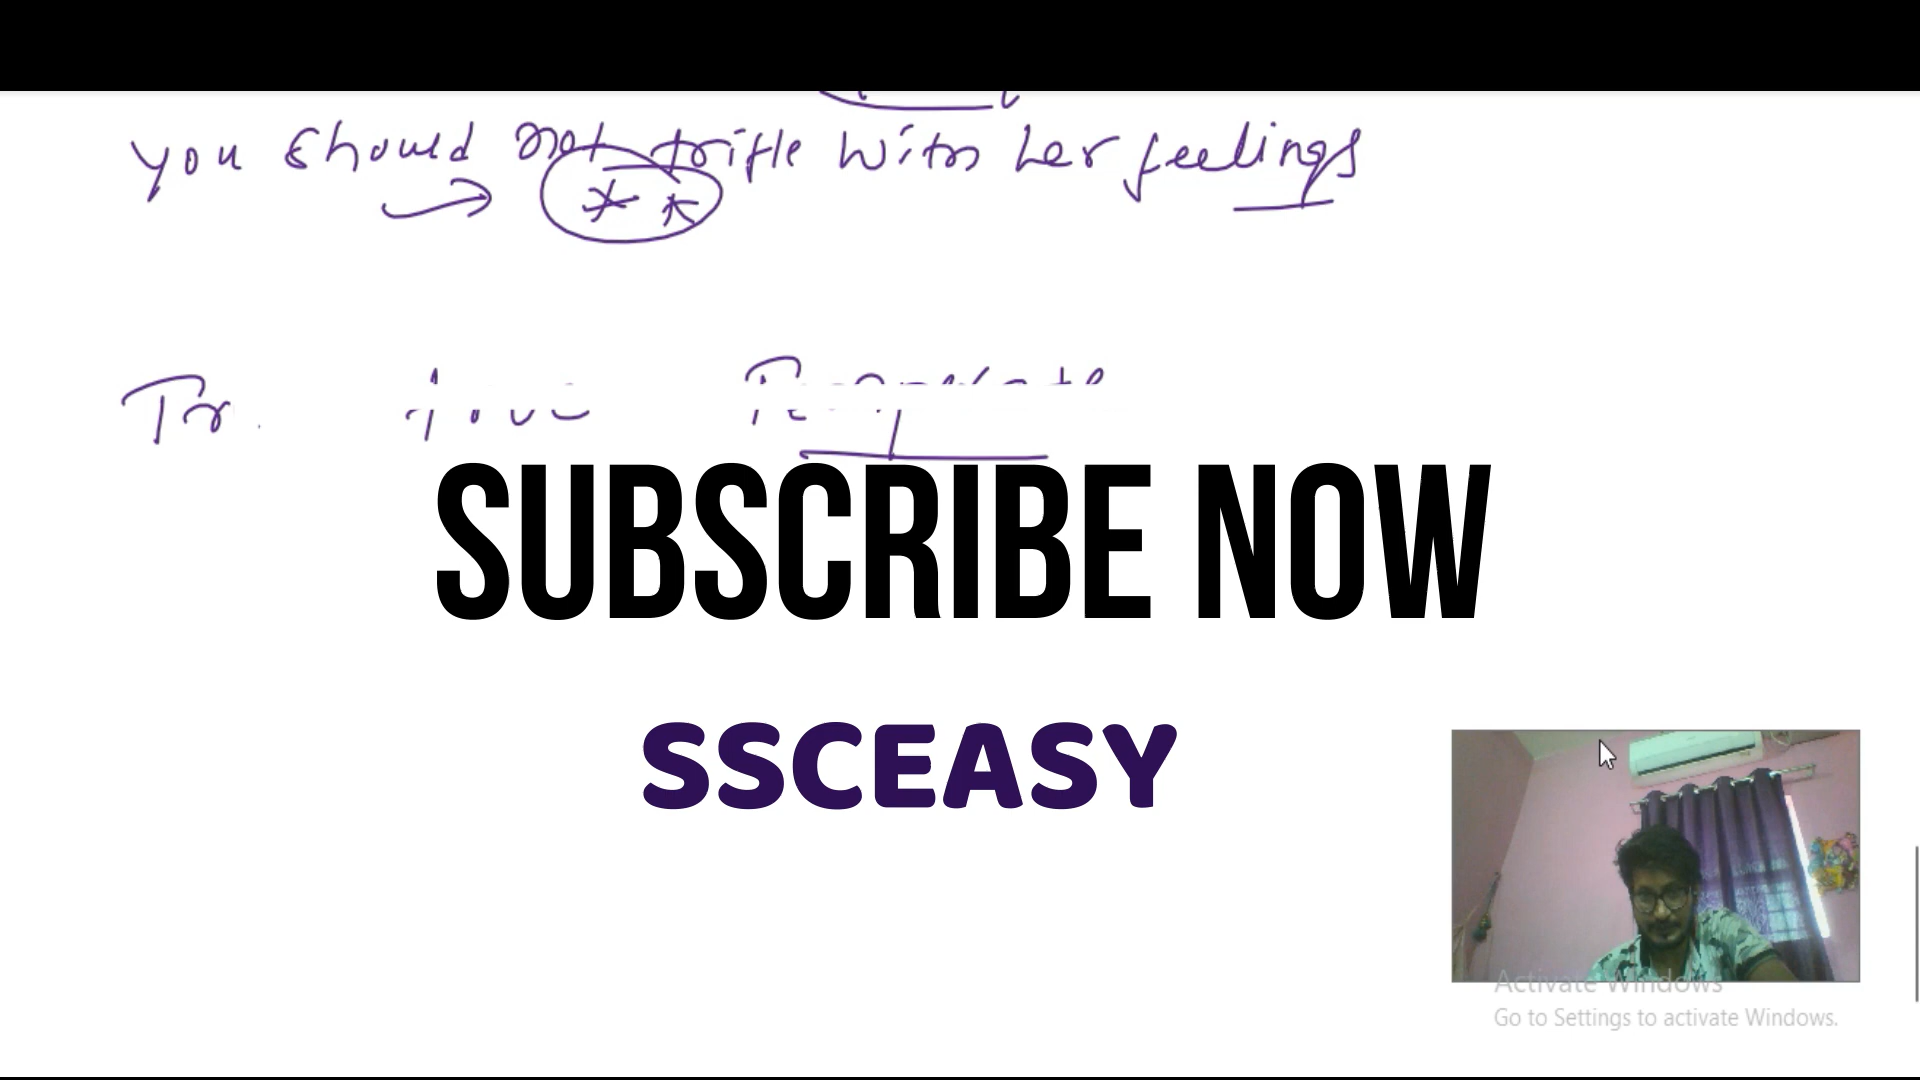 you should not trifle with her feelings
SUBSCRIBE NOW
SSCEASY
Activate Windows
Go to Settings to activate Windows.